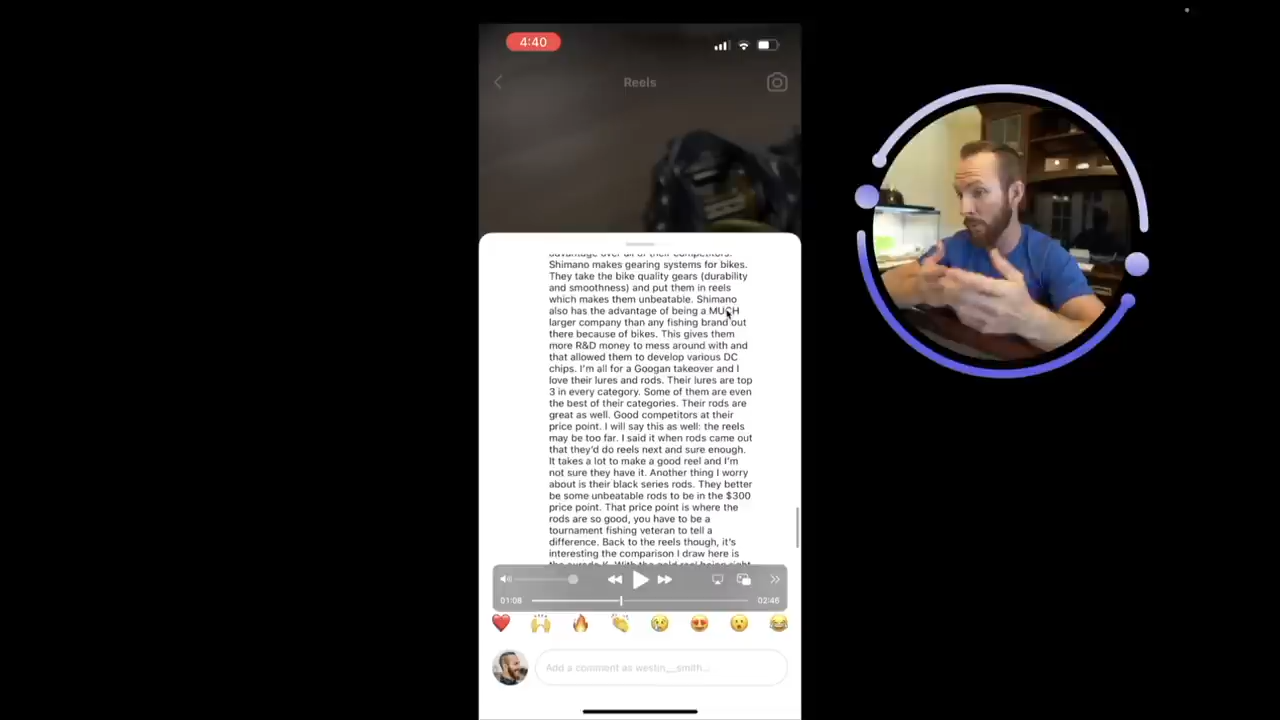 4:40
Reels
advantage over all of their competitors.
Shimano makes gearing systems for bikes.
They take the bike quality gears (durability
and smoothness) and put them in reels
which makes them unbeatable. Shimano
also has the advantage of being a MUCH
larger company than any fishing brand out
there because of bikes. This gives them
more R&D money to mess around with and
that allowed them to develop various DC
chips. I'm all for a Googan takeover and I
love their lures and rods. Their lures are top
3 in every category. Some of them are even
the best of their categories. Their rods are
great as well. Good competitors at their
price point. I will say this as well: the reels
may be too far. I said it when rods came out
that they'd do reels next and sure enough.
It takes a lot to make a good reel and I'm
not sure they have it. Another thing I worry
about is their black series rods. They better
be some unbeatable rods to be in the $300
price point. That price point is where the
rods are so good, you have to be a
tournament fishing veteran to tell a
difference. Back to the reels though, it's
interesting the comparison I draw here is
01:08
02:46
Add a comment as westin__smith...